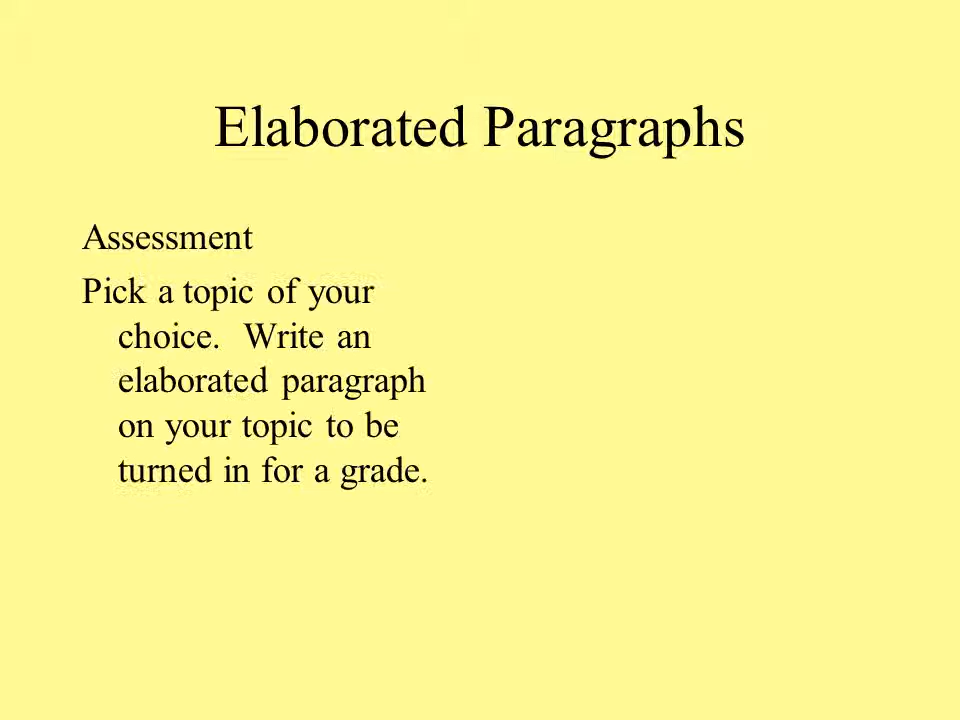 Elaborated Paragraphs
Assessment
Pick a topic of your
choice.  Write an
elaborated paragraph
on your topic to be
turned in for a grade.